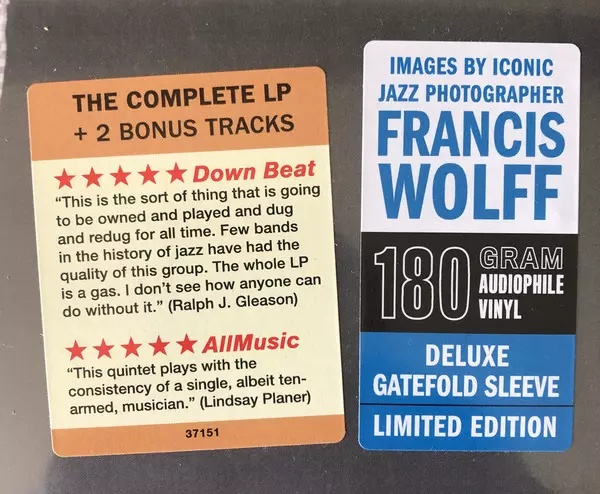 THE COMPLETE LP
+ 2 BONUS TRACKS
★★★★★ Down Beat
“This is the sort of thing that is going
to be owned and played and dug
and redug for all time. Few bands
in the history of jazz have had the
quality of this group. The whole LP
is a gas. I don’t see how anyone can
do without it.” (Ralph J. Gleason)
★★★★★ AllMusic
“This quintet plays with the
consistency of a single, albeit ten-
armed, musician.” (Lindsay Planer)
37151
IMAGES BY ICONIC
JAZZ PHOTOGRAPHER
FRANCIS
WOLFF
180 GRAM
AUDIOPHILE
VINYL
DELUXE
GATEFOLD SLEEVE
LIMITED EDITION